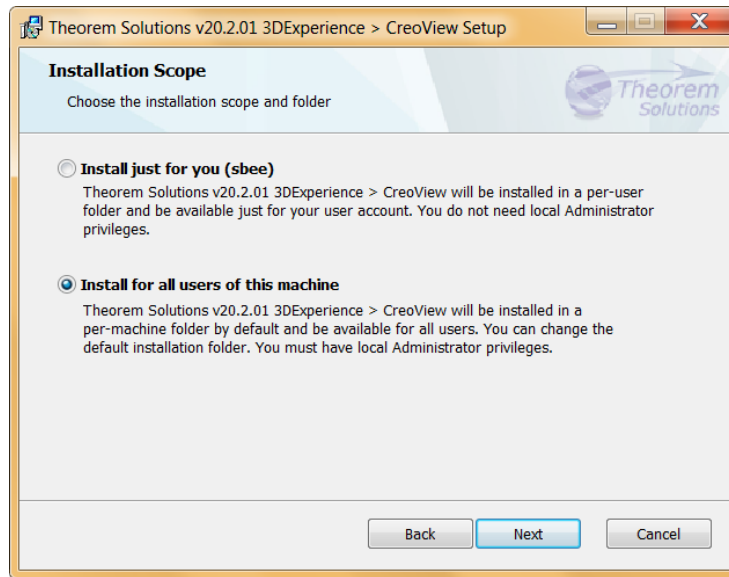 Theorem Solutions v20.2.01 3DExperience > CreoView Setup
Installation Scope
Choose the installation scope and folder
Theorem
Solutions
Install just for you (sbee)
Theorem Solutions v20.2.01 3DExperience > CreoView will be installed in a per-user
folder and be available just for your user account. You do not need local Administrator
privileges.
Install for all users of this machine
Theorem Solutions v20.2.01 3DExperience > CreoView will be installed in a
per-machine folder by default and be available for all users. You can change the
default installation folder. You must have local Administrator privileges.
Back Next Cancel